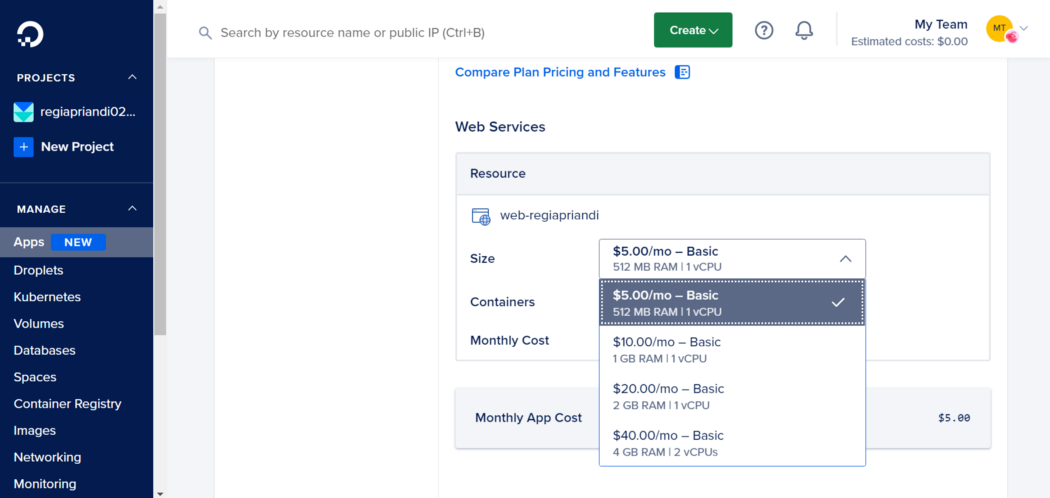 Search by resource name or public IP (Ctrl+B)
Create
My Team
Estimated costs: $0.00
MT
PROJECTS
regiapriandi02...
New Project
MANAGE
Apps NEW
Droplets
Kubernetes
Volumes
Databases
Spaces
Container Registry
Images
Networking
Monitoring
Compare Plan Pricing and Features
Web Services
Resource
web-regiapriandi
Size
$5.00/mo – Basic
512 MB RAM | 1 vCPU
$5.00/mo – Basic
512 MB RAM | 1 vCPU
$10.00/mo – Basic
1 GB RAM | 1 vCPU
$20.00/mo – Basic
2 GB RAM | 1 vCPU
$40.00/mo – Basic
4 GB RAM | 2 vCPUs
Containers
Monthly Cost
Monthly App Cost
$5.00